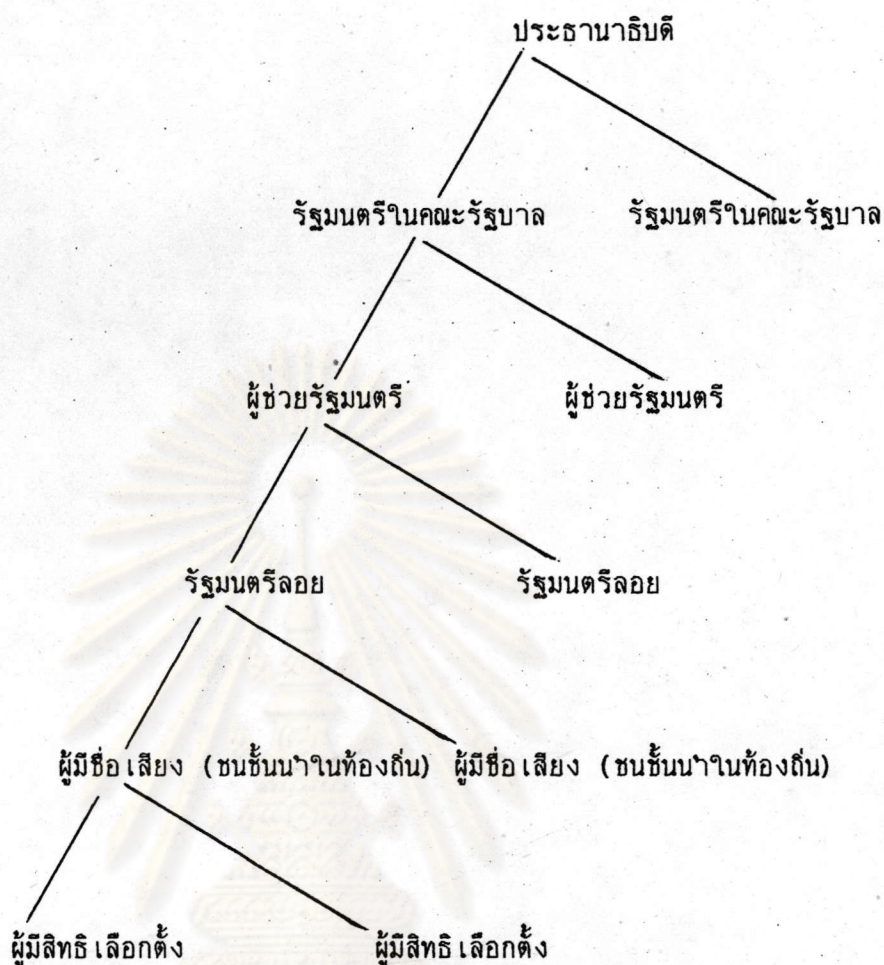 ประธานาธิบดี
รัฐมนตรีในคณะรัฐบาล รัฐมนตรีในคณะรัฐบาล
ผู้ช่วยรัฐมนตรี ผู้ช่วยรัฐมนตรี
รัฐมนตรีลอย รัฐมนตรีลอย
ผู้มีชื่อเสียง (ชนชั้นนำในท้องถิ่น) ผู้มีชื่อเสียง (ชนชั้นนำในท้องถิ่น)
ผู้มีสิทธิเลือกตั้ง ผู้มีสิทธิเลือกตั้ง